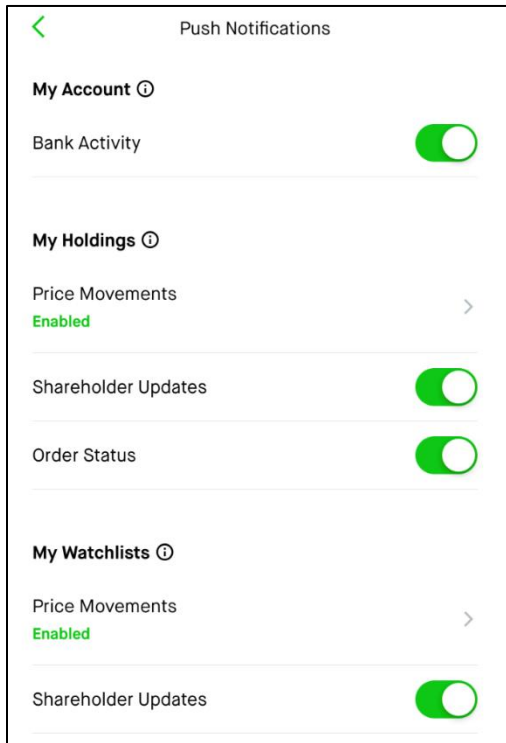 Push Notifications
My Account
Bank Activity
My Holdings
Price Movements
Enabled
Shareholder Updates
Order Status
My Watchlists
Price Movements
Enabled
Shareholder Updates